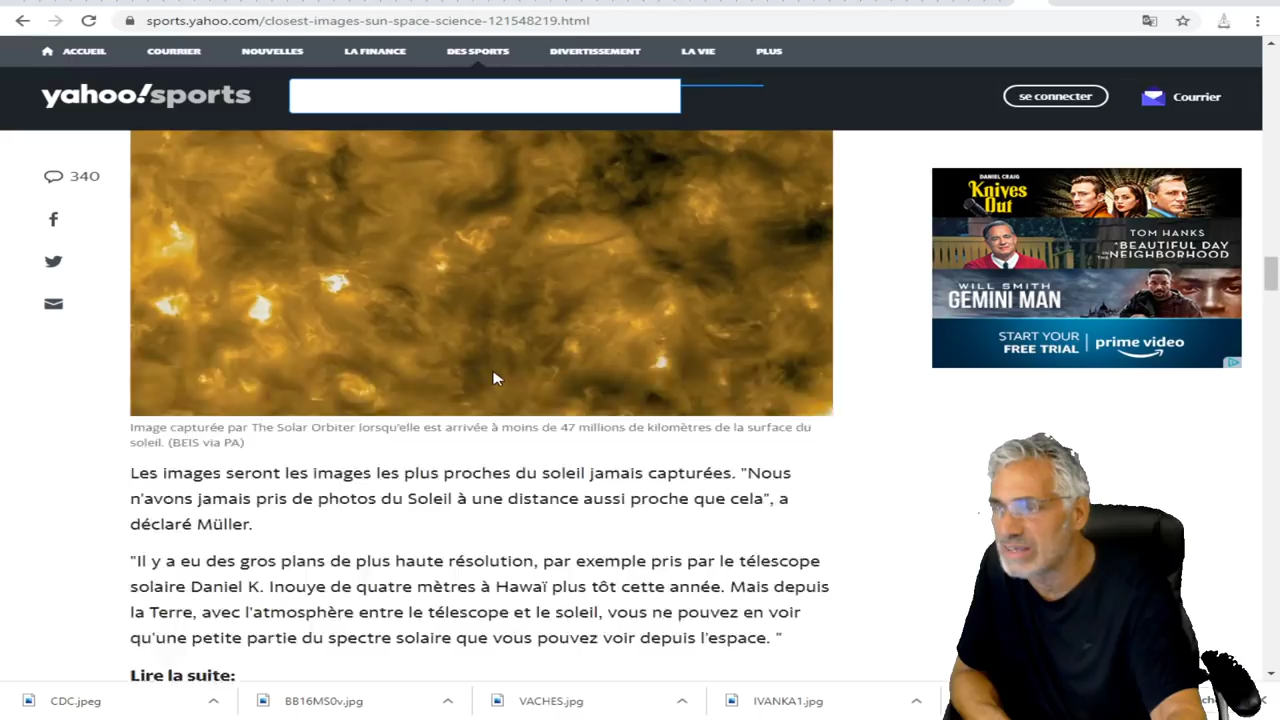 sports.yahoo.com/closest-images-sun-space-science-121548219.html
ACCUEIL COURRIER NOUVELLES LA FINANCE DES SPORTS DIVERTISSEMENT LA VIE PLUS
yahoo!sports
se connecter
Courrier
340
DANIEL CRAIG
Knives
Out
TOM HANKS
A BEAUTIFUL DAY
IN THE NEIGHBORHOOD
WILL SMITH
GEMINI MAN
START YOUR
FREE TRIAL
prime video
Image capturée par The Solar Orbiter lorsqu'elle est arrivée à moins de 47 millions de kilomètres de la surface du
soleil. (BEIS via PA)
Les images seront les images les plus proches du soleil jamais capturées. "Nous
n'avons jamais pris de photos du Soleil à une distance aussi proche que cela", a
déclaré Müller.
"Il y a eu des gros plans de plus haute résolution, par exemple pris par le télescope
solaire Daniel K. Inouye de quatre mètres à Hawaï plus tôt cette année. Mais depuis
la Terre, avec l'atmosphère entre le télescope et le soleil, vous ne pouvez en voir
qu'une petite partie du spectre solaire que vous pouvez voir depuis l'espace. "
Lire la suite:
CDC.jpeg
BB16MS0v.jpg
VACHES.jpg
IVANKA1.jpg